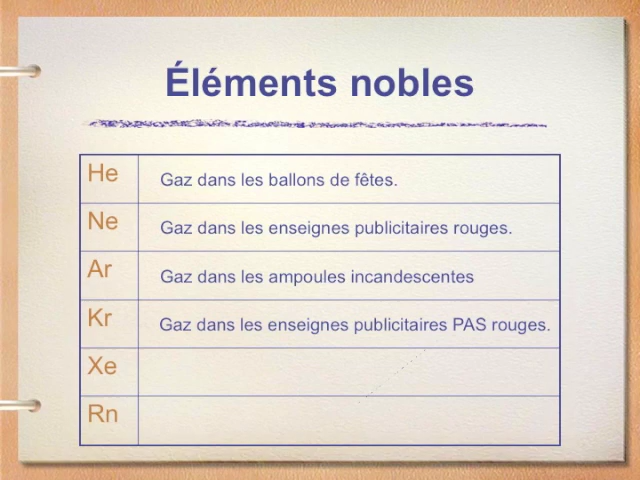 Éléments nobles
He Gaz dans les ballons de fêtes.
Ne Gaz dans les enseignes publicitaires rouges.
Ar Gaz dans les ampoules incandescentes
Kr Gaz dans les enseignes publicitaires PAS rouges.
Xe
Rn